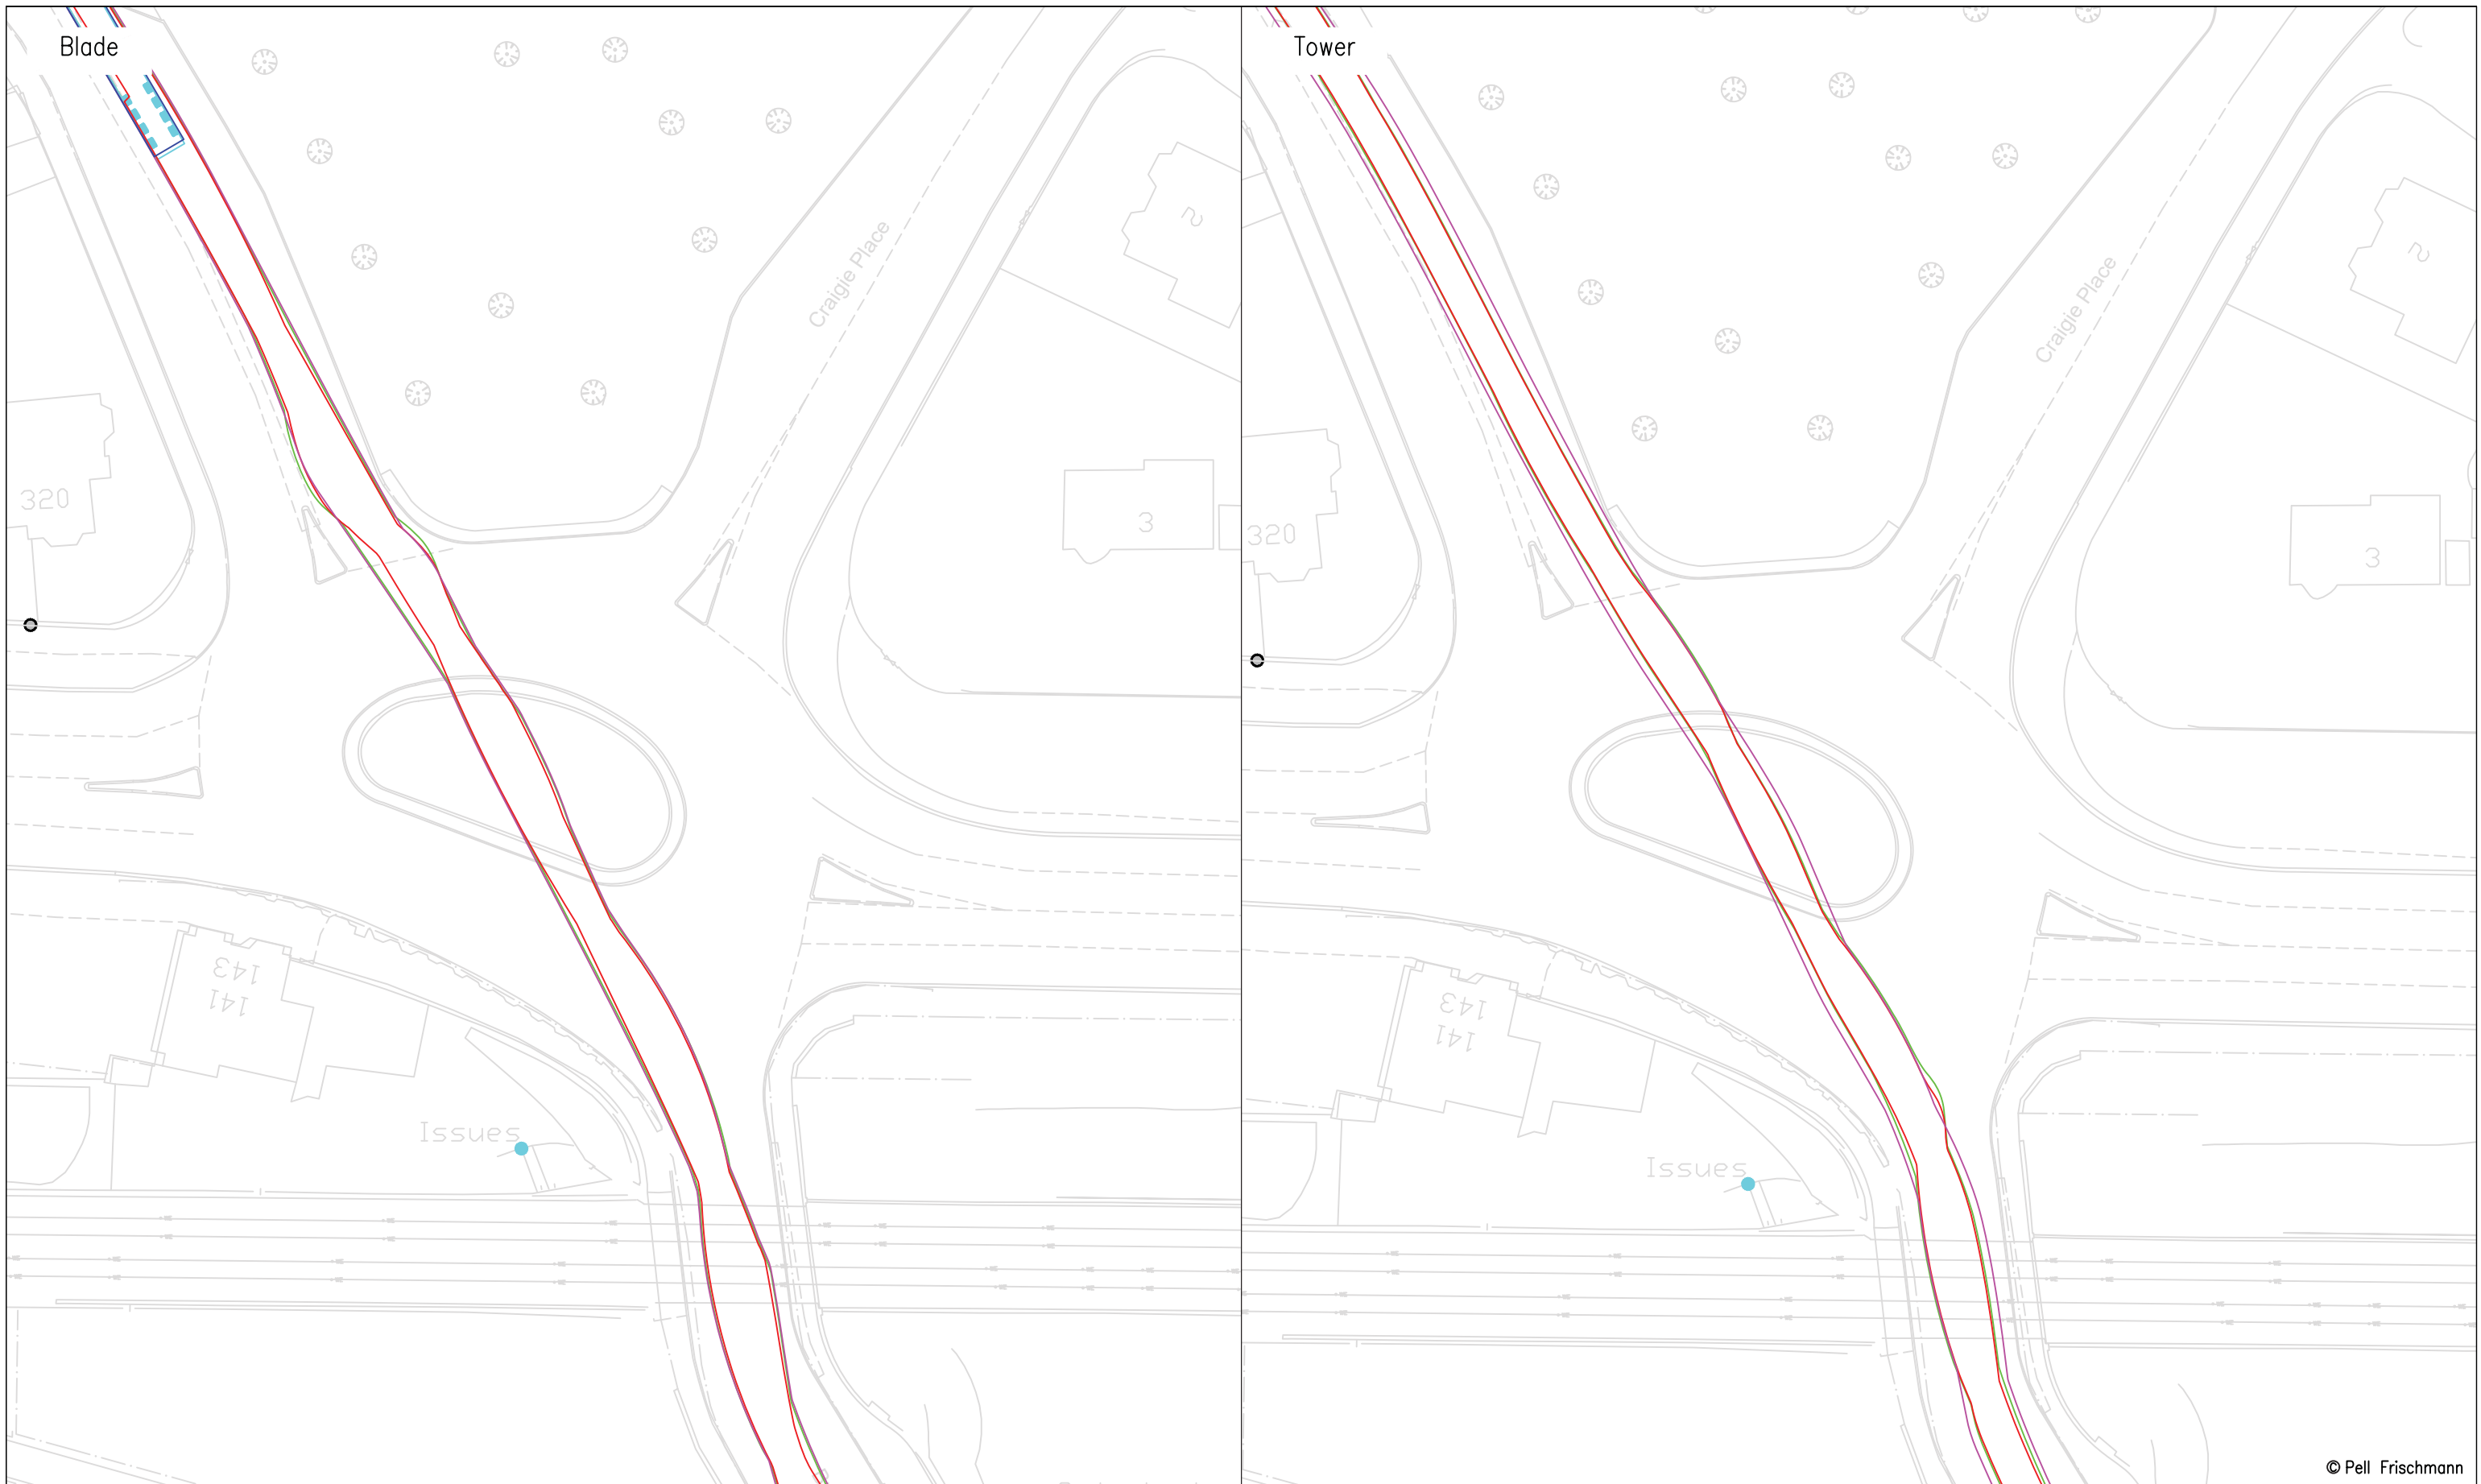 Blade
Craigie Place
2
320
3
143
141
Issues
Tower
Craigie Place
2
320
3
143
141
Issues
© Pell Frischmann